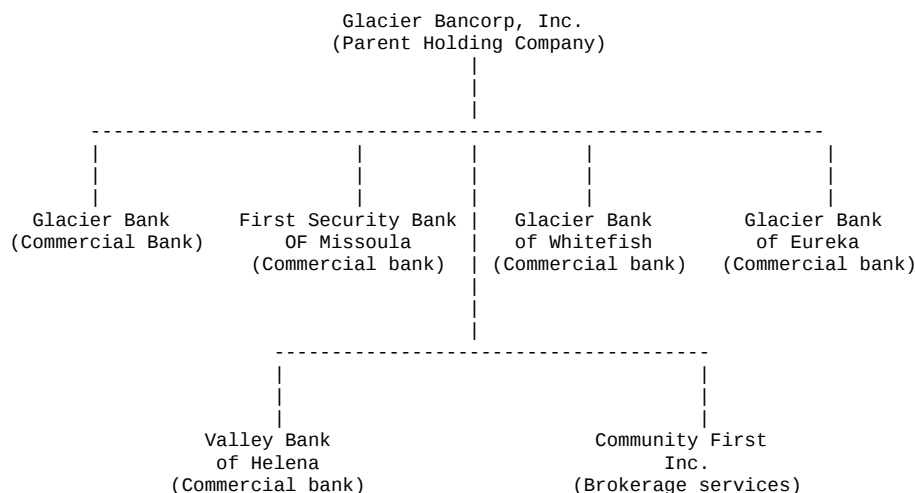 Glacier Bancorp, Inc.
(Parent Holding Company)
Glacier Bank First Security Bank Glacier Bank Glacier Bank
(Commercial Bank) OF Missoula of Whitefish of Eureka
(Commercial bank) (Commercial bank) (Commercial bank)
Valley Bank Community First
of Helena Inc.
(Commercial bank) (Brokerage services)